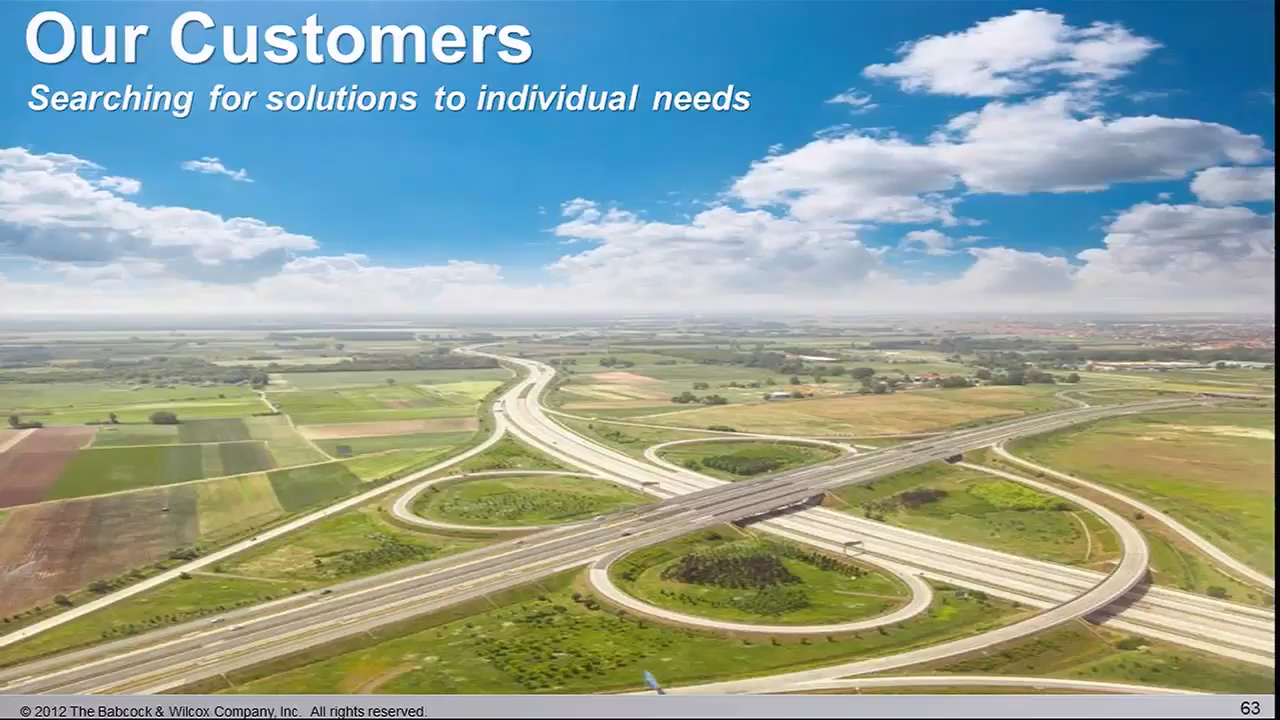 Our Customers
Searching for solutions to individual needs
© 2012 The Babcock & Wilcox Company, Inc. All rights reserved.
63